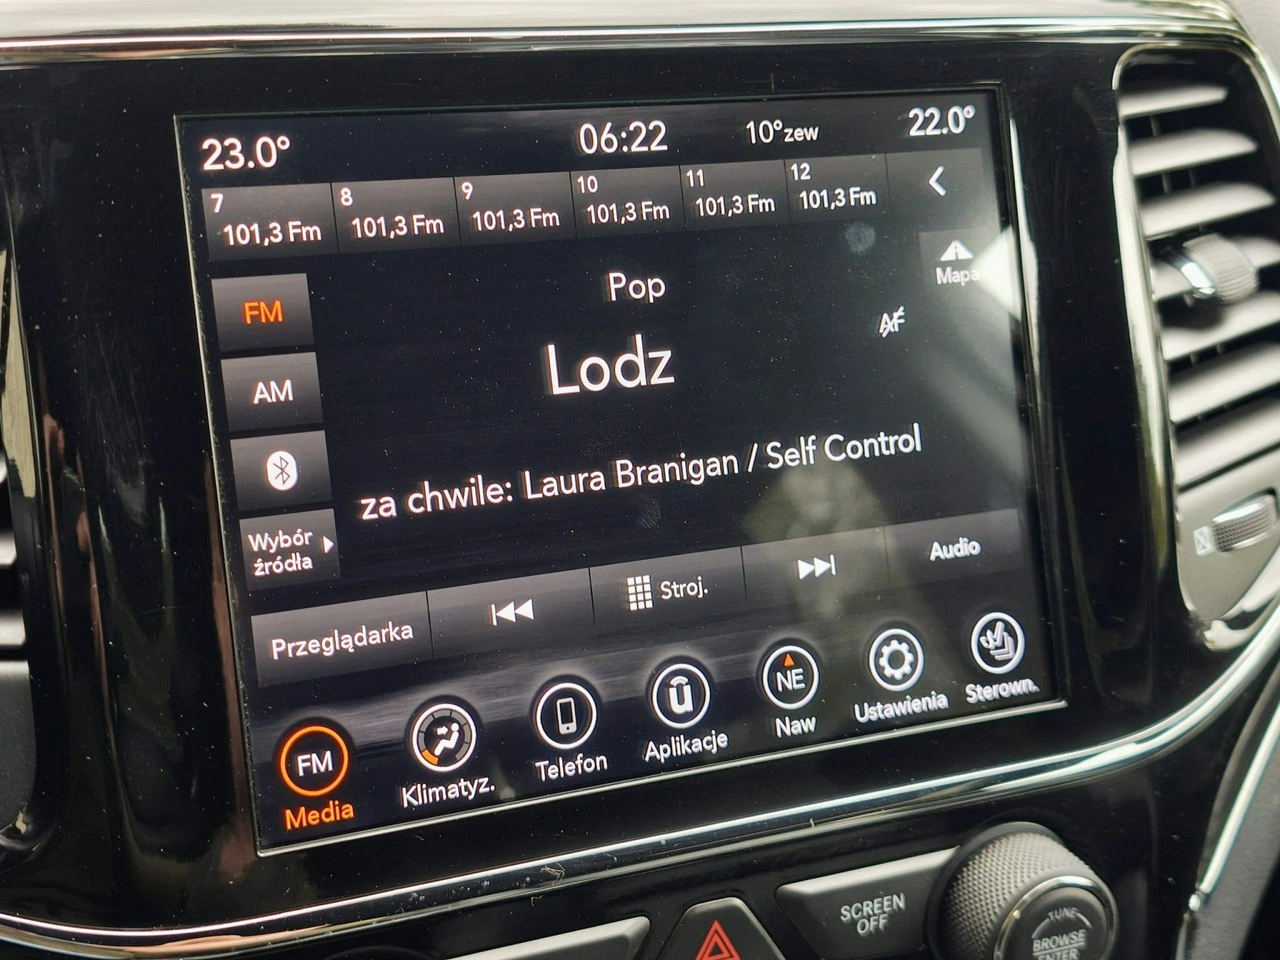 23.0° 06:22 10°zew 22.0°
7 8 9 10 11 12
101,3 Fm 101,3 Fm 101,3 Fm 101,3 Fm 101,3 Fm 101,3 Fm
Mapa
Pop
FM
AF
Lodz
AM
za chwile: Laura Branigan / Self Control
Wybór
źródła
Przeglądarka Stroj. Audio
FM NE
Media Klimatyz. Telefon Aplikacje Naw Ustawienia Sterown.
SCREEN
OFF
TUNE
BROWSE
ENTER